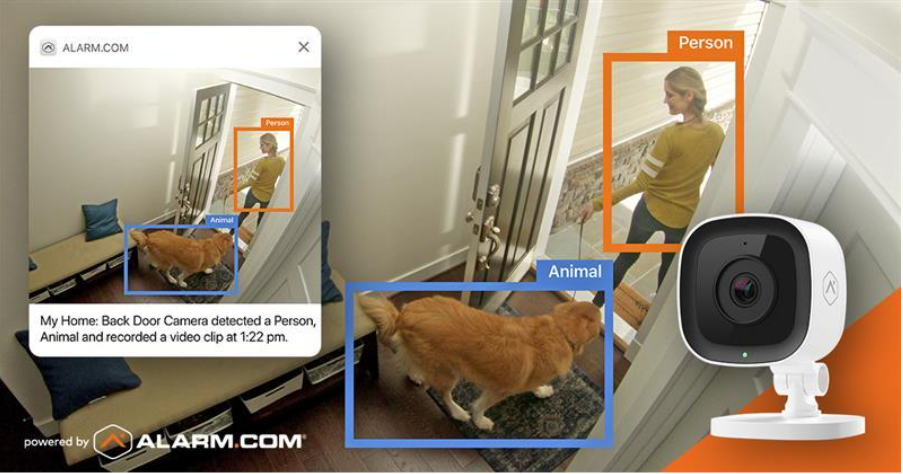 ALARM.COM
Person
Animal
My Home: Back Door Camera detected a Person,
Animal and recorded a video clip at 1:22 pm.
Person
Animal
powered by ALARM.COM